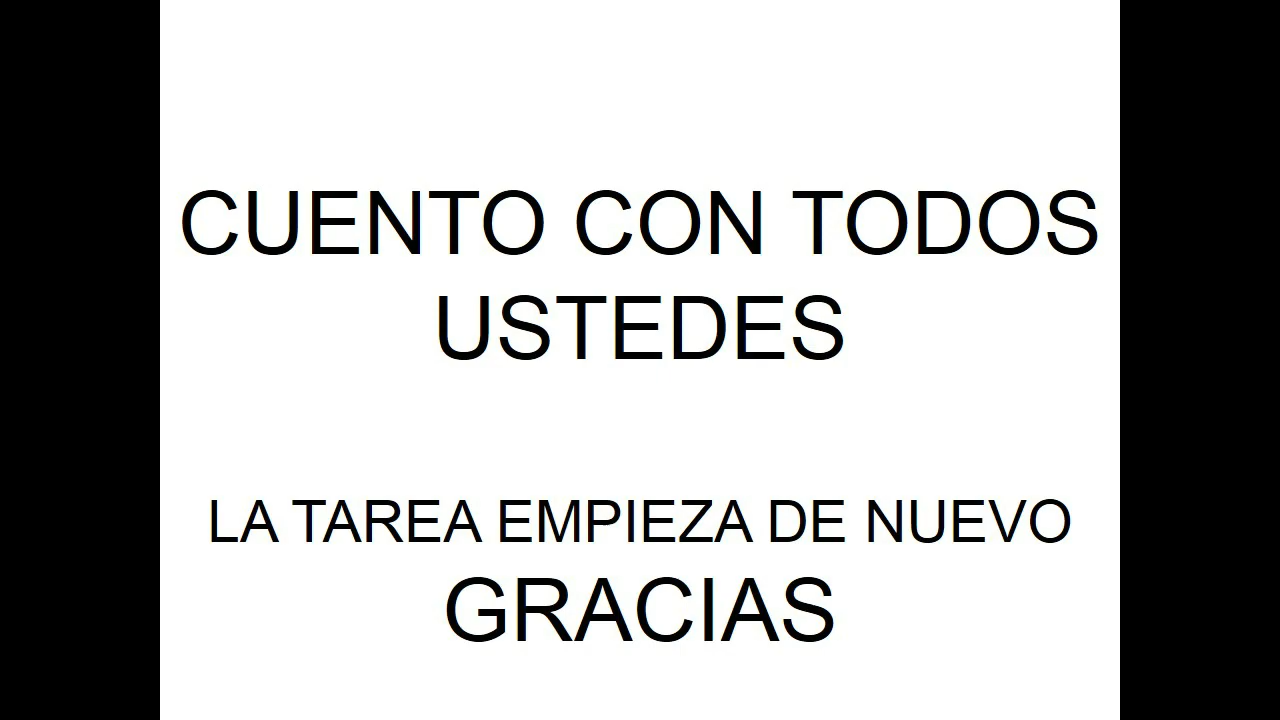 CUENTO CON TODOS
USTEDES
LA TAREA EMPIEZA DE NUEVO
GRACIAS